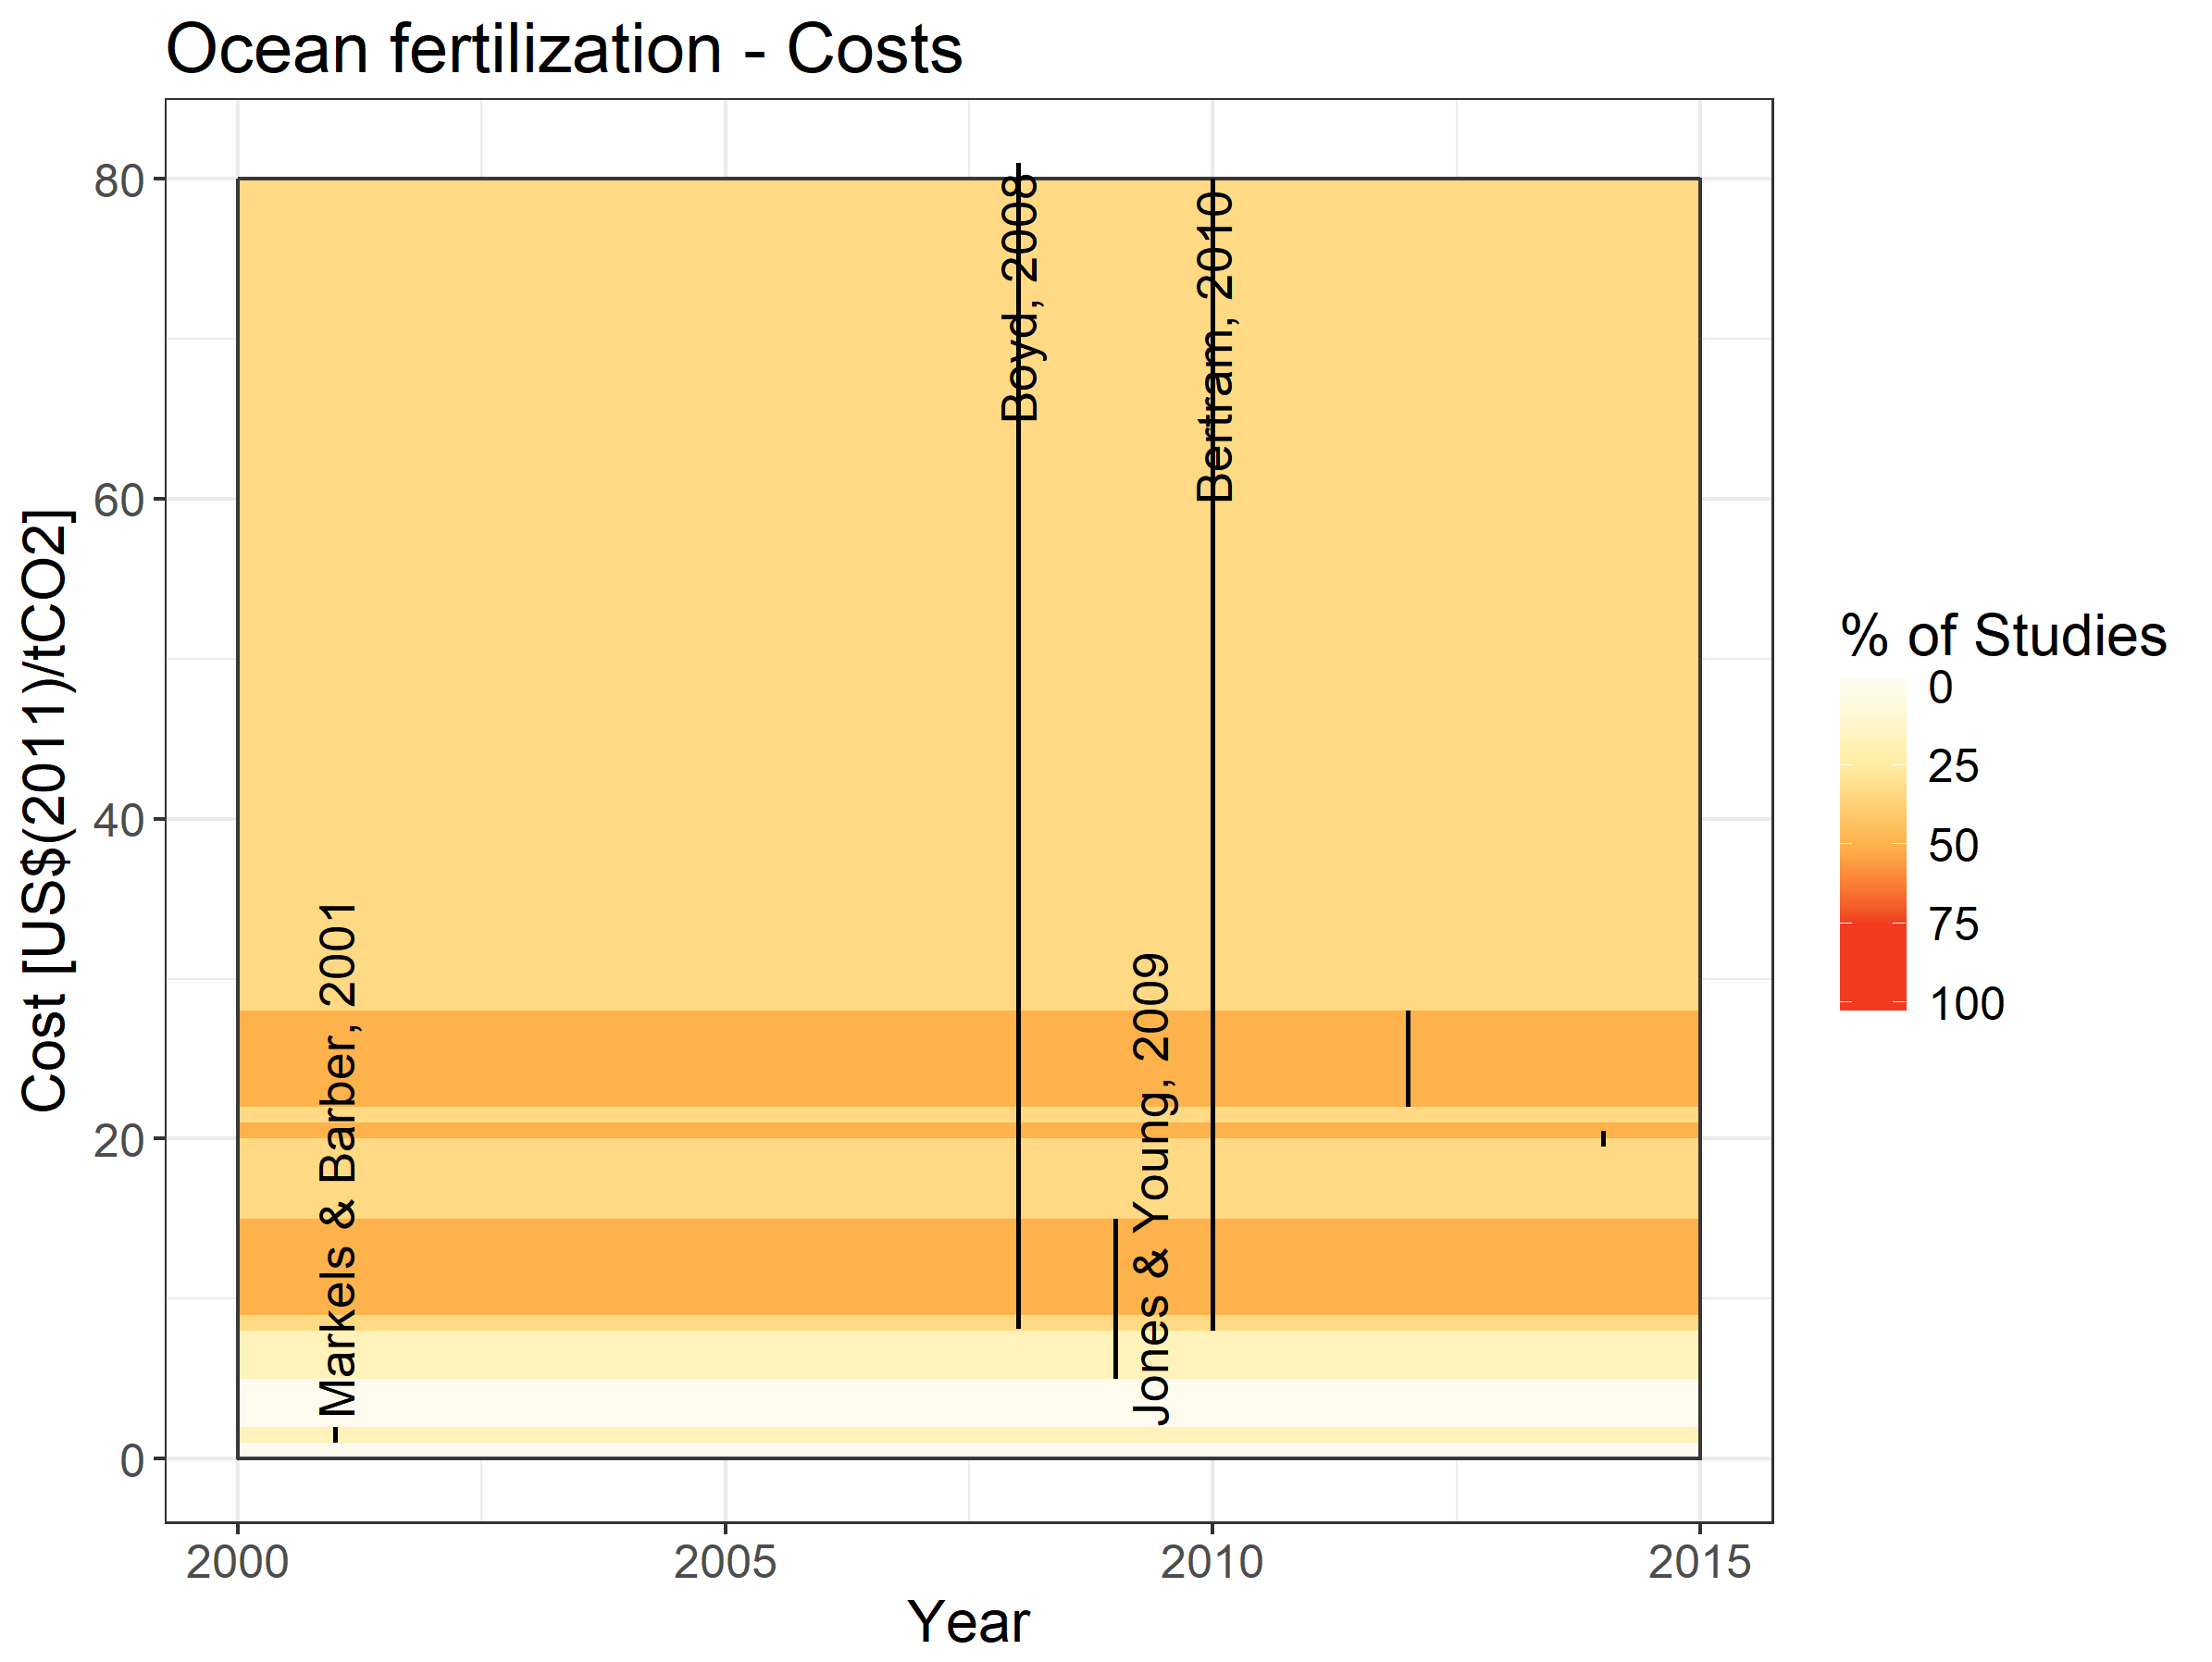 Ocean fertilization - Costs
Cost [US$(2011)/tCO2]
80
60
40
20
0
Markels & Barber, 2001
Boyd, 2008
Jones & Young, 2009
Bertram, 2010
2000
2005
2010
2015
Year
% of Studies
0
25
50
75
100